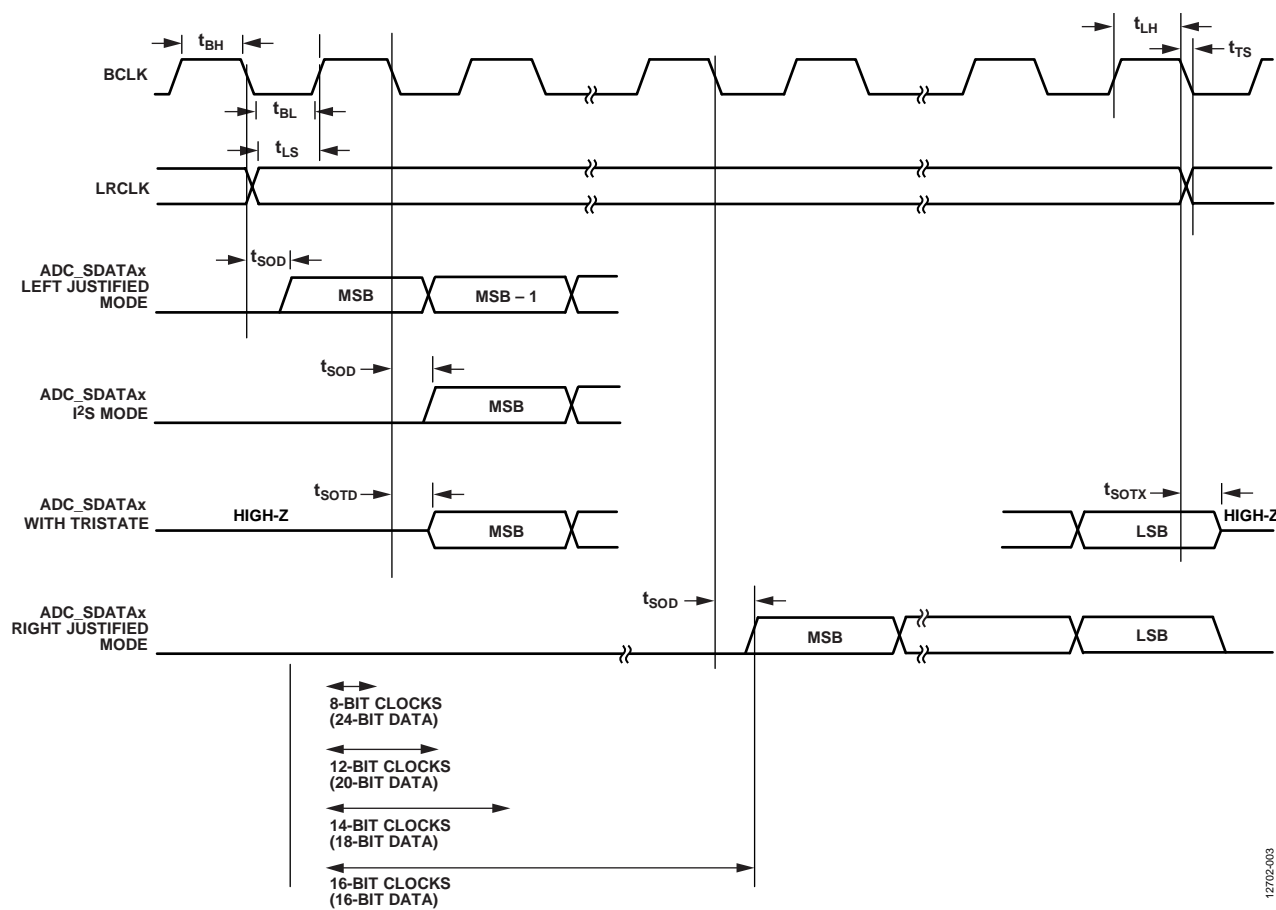 tBH
tLH
tTS
BCLK
tBL
tLS
LRCLK
tSOD
ADC_SDATAx
LEFT JUSTIFIED
MODE
MSB
MSB – 1
tSOD
ADC_SDATAx
I2S MODE
MSB
tSOTD
tSOTX
ADC_SDATAx
WITH TRISTATE
HIGH-Z
MSB
LSB
HIGH-Z
tSOD
ADC_SDATAx
RIGHT JUSTIFIED
MODE
MSB
LSB
8-BIT CLOCKS
(24-BIT DATA)
12-BIT CLOCKS
(20-BIT DATA)
14-BIT CLOCKS
(18-BIT DATA)
16-BIT CLOCKS
(16-BIT DATA)
12702-003